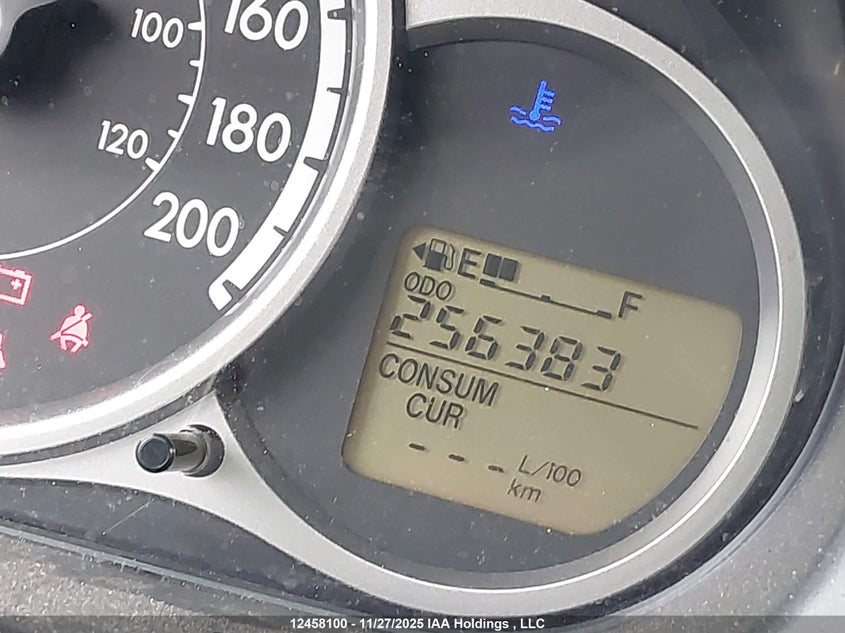 100
160
120
180
200
E
F
ODO
256383
CONSUM
CUR
- - - L/100
km
12458100 - 11/27/2025 IAA Holdings , LLC